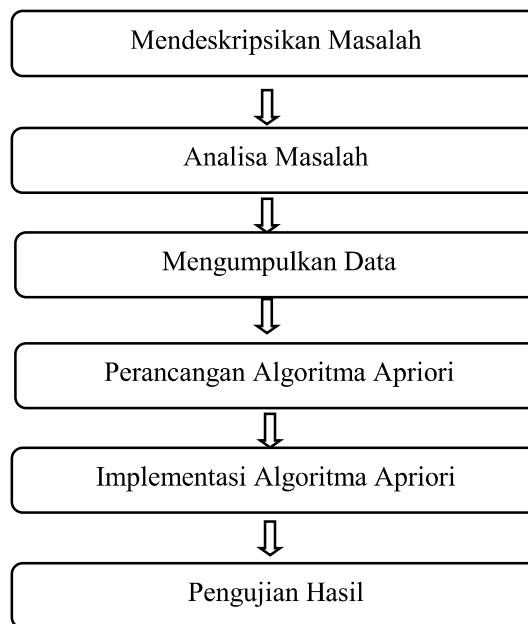 Mendeskripsikan Masalah
Analisa Masalah
Mengumpulkan Data
Perancangan Algoritma Apriori
Implementasi Algoritma Apriori
Pengujian Hasil